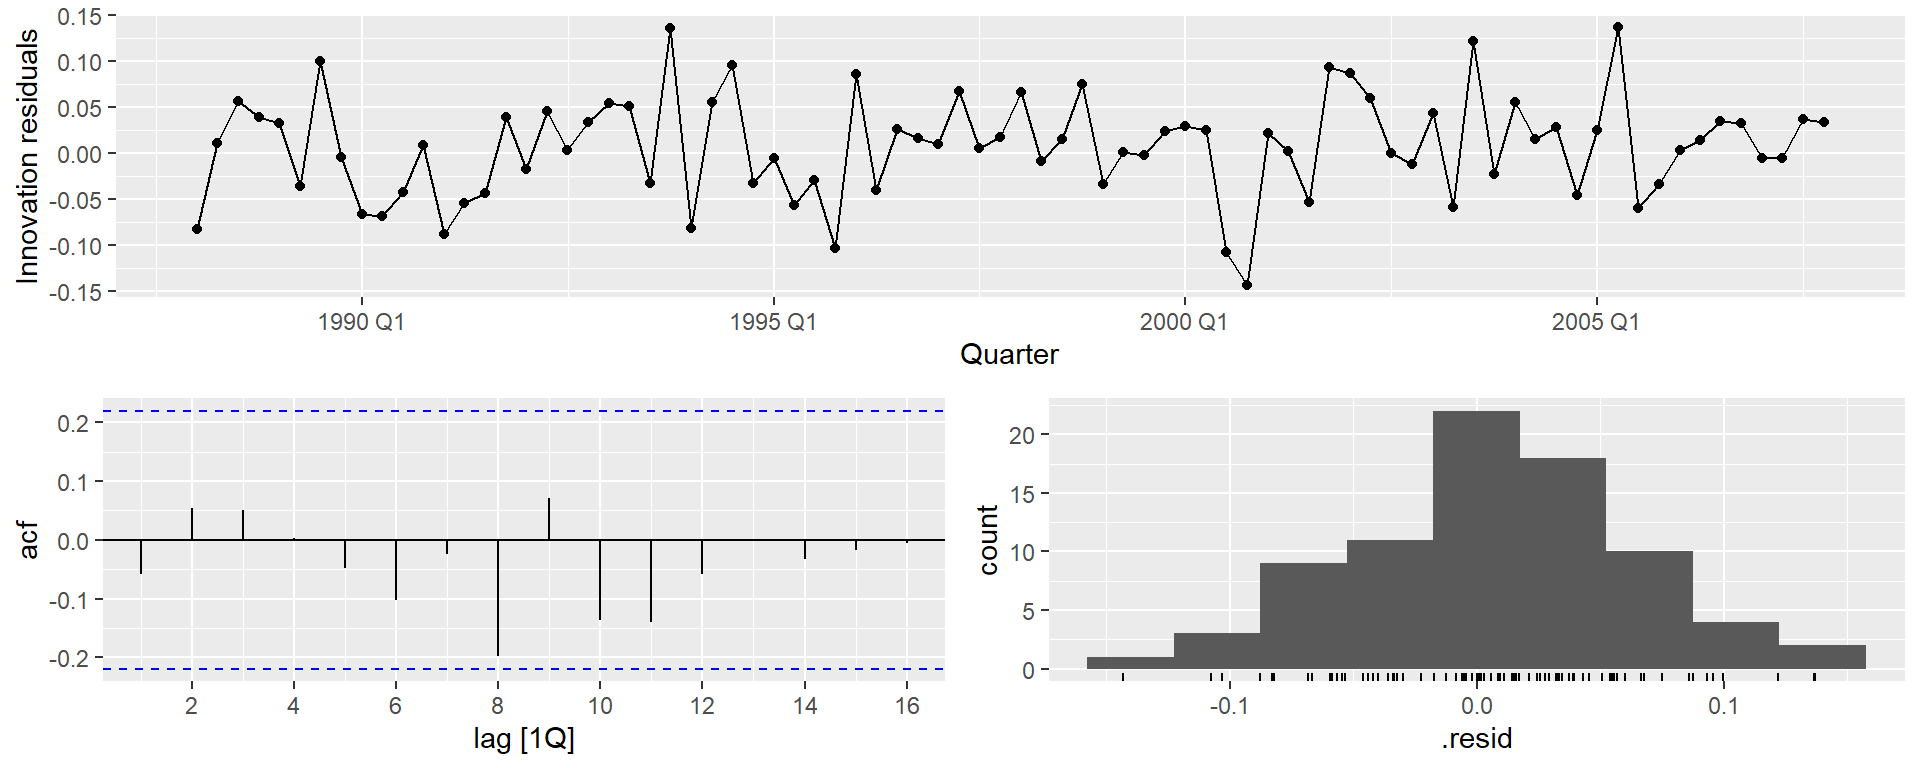 Innovation residuals
0.15
0.10
0.05
0.00
-0.05
-0.10
-0.15
1990 Q1 1995 Q1 2000 Q1 2005 Q1
Quarter
acf
0.2
0.1
0.0
-0.1
-0.2
2 4 6 8 10 12 14 16
lag [1Q]
count
20
15
10
5
0
-0.1 0.0 0.1
.resid